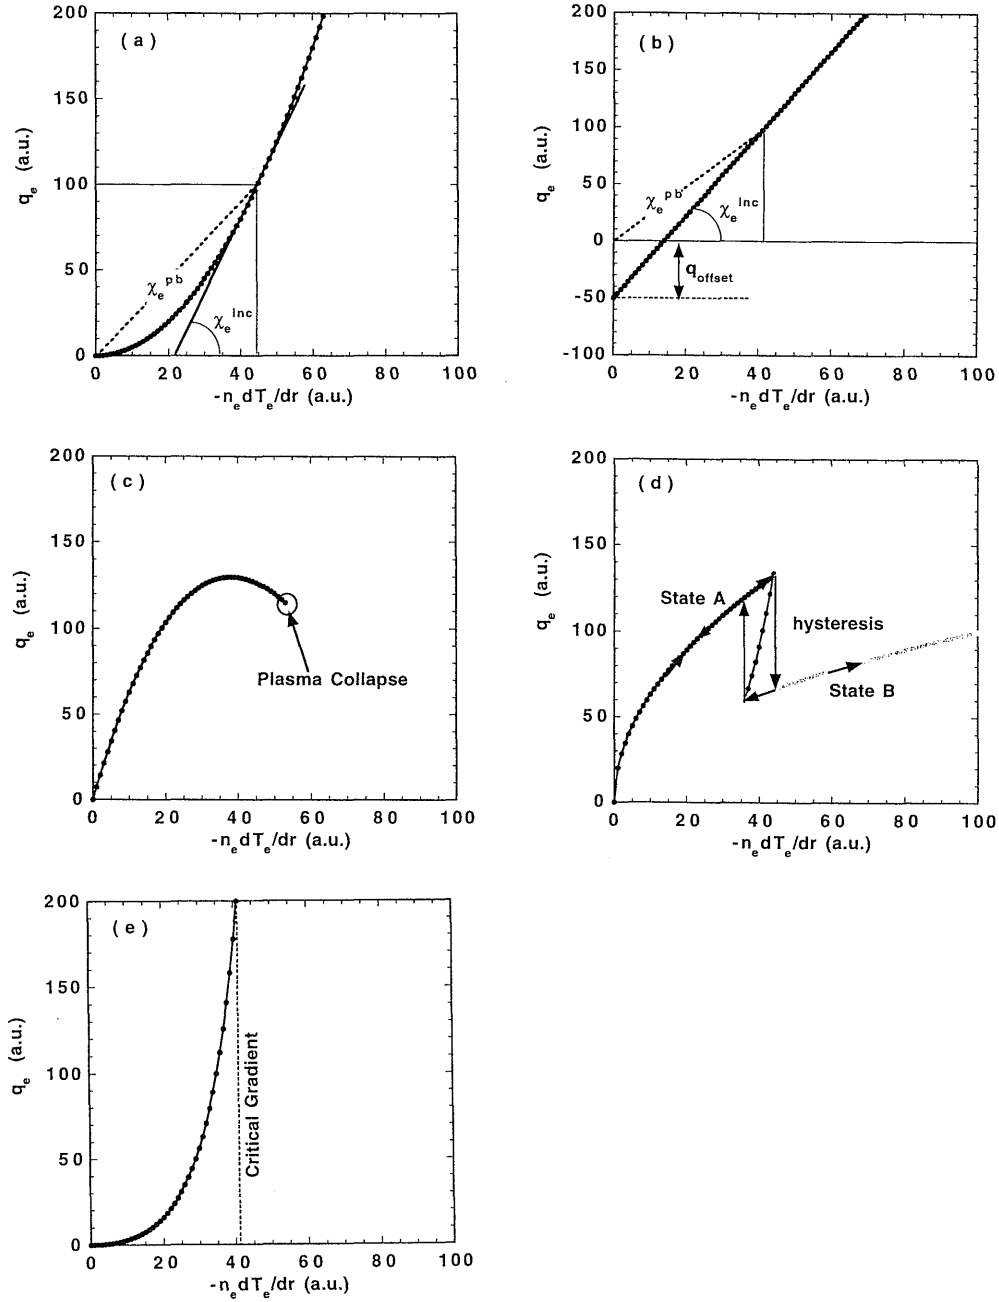 (a)
200
150
100
50
0
q_e (a.u.)
χ_e^pb
χ_e^inc
0 20 40 60 80 100
-n_e dT_e/dr (a.u.)
(b)
200
150
100
50
0
-50
-100
q_e (a.u.)
χ_e^pb
χ_e^inc
q_offset
0 20 40 60 80 100
-n_e dT_e/dr (a.u.)
(c)
200
150
100
50
0
q_e (a.u.)
Plasma Collapse
0 20 40 60 80 100
-n_e dT_e/dr (a.u.)
(d)
200
150
100
50
0
q_e (a.u.)
State A
hysteresis
State B
0 20 40 60 80 100
-n_e dT_e/dr (a.u.)
(e)
200
150
100
50
0
q_e (a.u.)
Critical Gradient
0 20 40 60 80 100
-n_e dT_e/dr (a.u.)